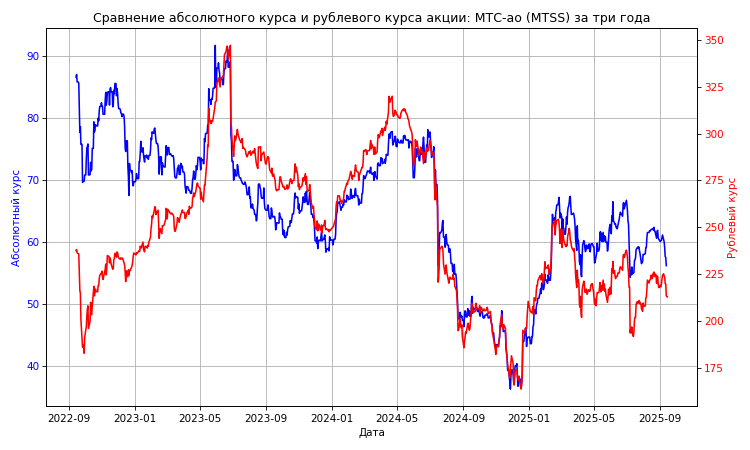 Сравнение абсолютного курса и рублевого курса акции: МТС-ао (MTSS) за три года
Абсолютный курс
90
80
70
60
50
40
350
325
300
275
250
225
200
175
Рублевый курс
2022-09 2023-01 2023-05 2023-09 2024-01 2024-05 2024-09 2025-01 2025-05 2025-09
Дата